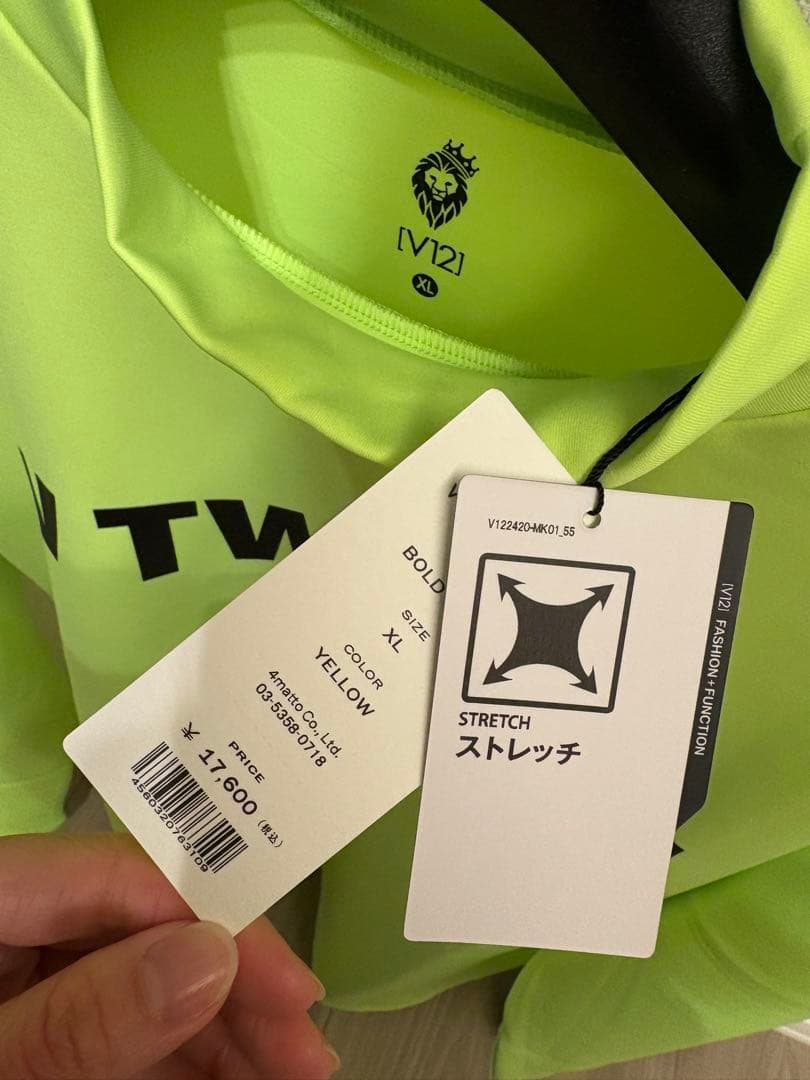 [V12]
XL
TW
BOLD
SIZE
XL
COLOR
YELLOW
4matto Co., Ltd.
03-5358-0718
PRICE
¥ 17,600 (税込)
4560320763109
V122420-MK01_55
STRETCH
ストレッチ
[V12] FASHION+FUNCTION